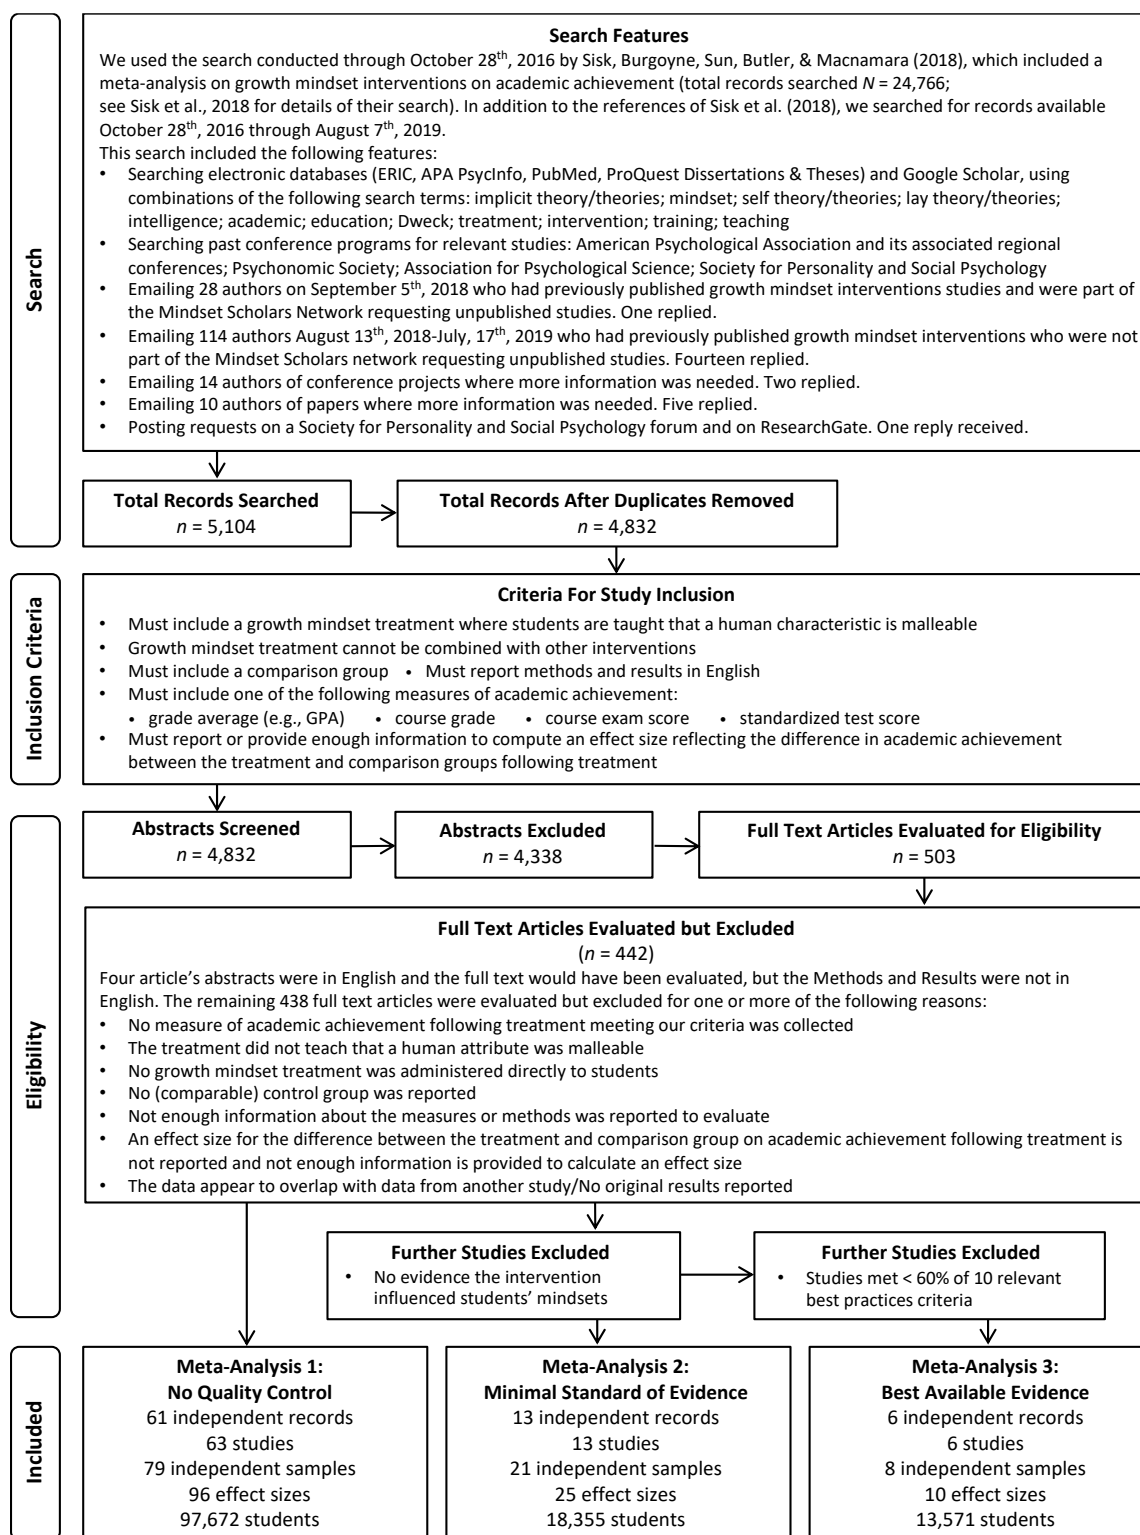 Search
Search Features
We used the search conducted through October 28th, 2016 by Sisk, Burgoyne, Sun, Butler, & Macnamara (2018), which included a
meta-analysis on growth mindset interventions on academic achievement (total records searched N = 24,766;
see Sisk et al., 2018 for details of their search). In addition to the references of Sisk et al. (2018), we searched for records available
October 28th, 2016 through August 7th, 2019.
This search included the following features:
• Searching electronic databases (ERIC, APA PsycInfo, PubMed, ProQuest Dissertations & Theses) and Google Scholar, using
combinations of the following search terms: implicit theory/theories; mindset; self theory/theories; lay theory/theories;
intelligence; academic; education; Dweck; treatment; intervention; training; teaching
• Searching past conference programs for relevant studies: American Psychological Association and its associated regional
conferences; Psychonomic Society; Association for Psychological Science; Society for Personality and Social Psychology
• Emailing 28 authors on September 5th, 2018 who had previously published growth mindset interventions studies and were part of
the Mindset Scholars Network requesting unpublished studies. One replied.
• Emailing 114 authors August 13th, 2018-July, 17th, 2019 who had previously published growth mindset interventions who were not
part of the Mindset Scholars network requesting unpublished studies. Fourteen replied.
• Emailing 14 authors of conference projects where more information was needed. Two replied.
• Emailing 10 authors of papers where more information was needed. Five replied.
• Posting requests on a Society for Personality and Social Psychology forum and on ResearchGate. One reply received.
Total Records Searched
n = 5,104
Total Records After Duplicates Removed
n = 4,832
Inclusion Criteria
Criteria For Study Inclusion
• Must include a growth mindset treatment where students are taught that a human characteristic is malleable
• Growth mindset treatment cannot be combined with other interventions
• Must include a comparison group • Must report methods and results in English
• Must include one of the following measures of academic achievement:
• grade average (e.g., GPA) • course grade • course exam score • standardized test score
• Must report or provide enough information to compute an effect size reflecting the difference in academic achievement
between the treatment and comparison groups following treatment
Eligibility
Abstracts Screened
n = 4,832
Abstracts Excluded
n = 4,338
Full Text Articles Evaluated for Eligibility
n = 503
Full Text Articles Evaluated but Excluded
(n = 442)
Four article's abstracts were in English and the full text would have been evaluated, but the Methods and Results were not in
English. The remaining 438 full text articles were evaluated but excluded for one or more of the following reasons:
• No measure of academic achievement following treatment meeting our criteria was collected
• The treatment did not teach that a human attribute was malleable
• No growth mindset treatment was administered directly to students
• No (comparable) control group was reported
• Not enough information about the measures or methods was reported to evaluate
• An effect size for the difference between the treatment and comparison group on academic achievement following treatment is
not reported and not enough information is provided to calculate an effect size
• The data appear to overlap with data from another study/No original results reported
Further Studies Excluded
• No evidence the intervention
influenced students' mindsets
Further Studies Excluded
• Studies met < 60% of 10 relevant
best practices criteria
Included
Meta-Analysis 1:
No Quality Control
61 independent records
63 studies
79 independent samples
96 effect sizes
97,672 students
Meta-Analysis 2:
Minimal Standard of Evidence
13 independent records
13 studies
21 independent samples
25 effect sizes
18,355 students
Meta-Analysis 3:
Best Available Evidence
6 independent records
6 studies
8 independent samples
10 effect sizes
13,571 students